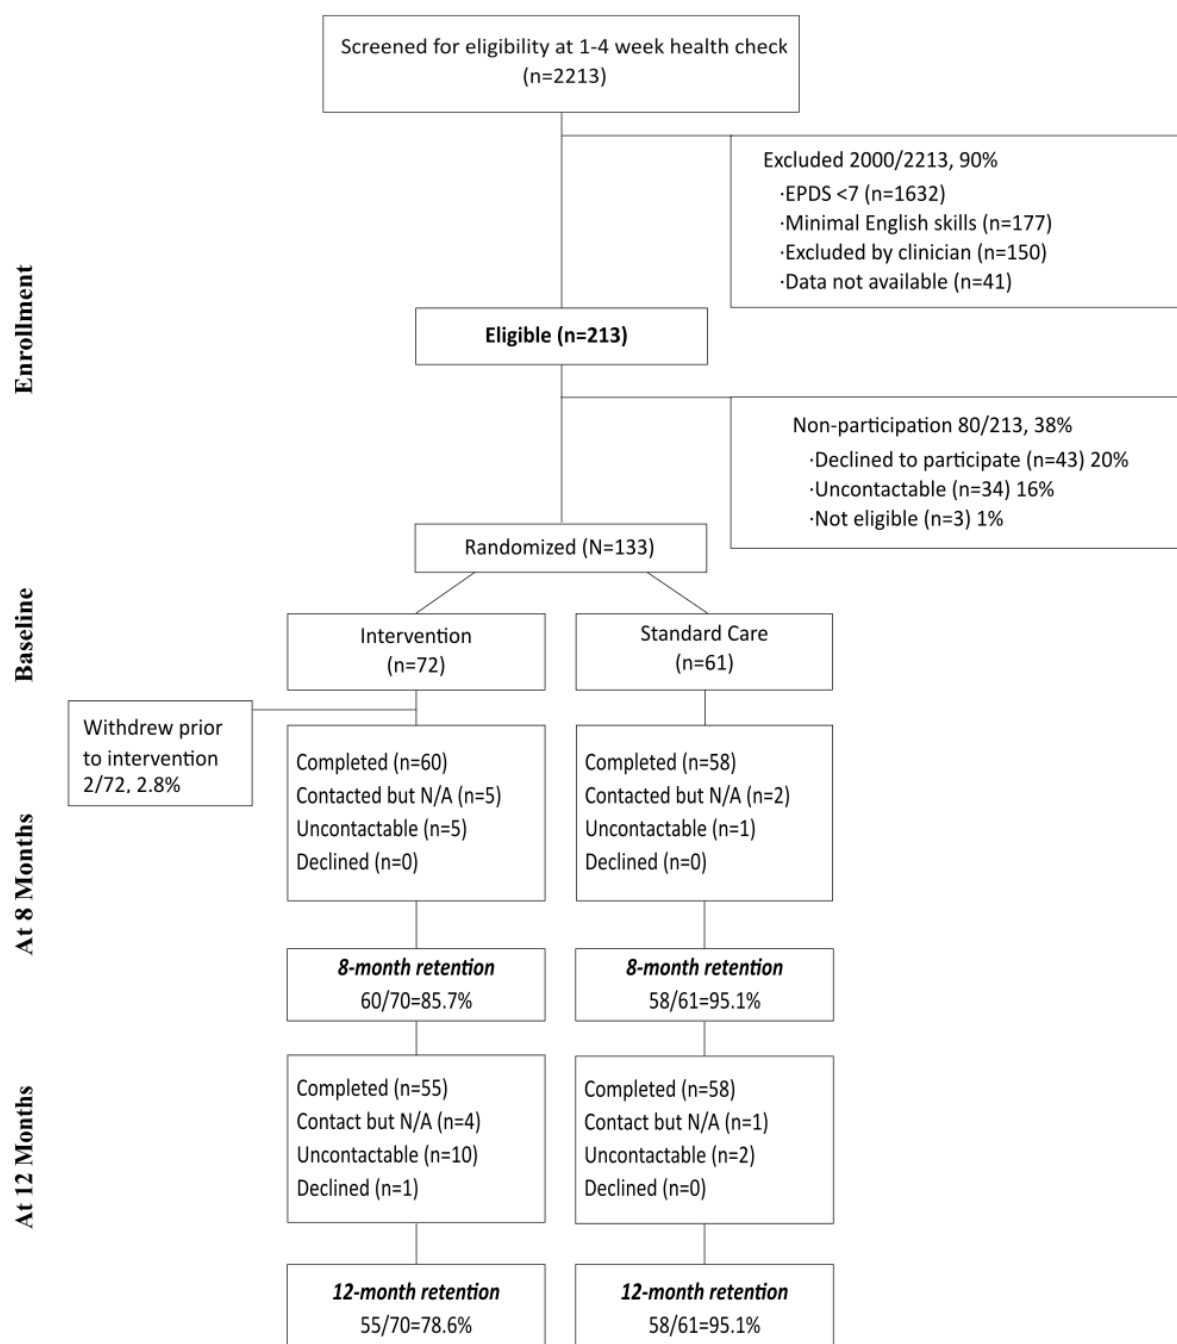 Screened for eligibility at 1-4 week health check
(n=2213)
Excluded 2000/2213, 90%
·EPDS <7 (n=1632)
·Minimal English skills (n=177)
·Excluded by clinician (n=150)
·Data not available (n=41)
Enrollment
Eligible (n=213)
Non-participation 80/213, 38%
·Declined to participate (n=43) 20%
·Uncontactable (n=34) 16%
·Not eligible (n=3) 1%
Randomized (N=133)
Baseline
Intervention
(n=72)
Standard Care
(n=61)
Withdrew prior
to intervention
2/72, 2.8%
At 8 Months
Completed (n=60)
Contacted but N/A (n=5)
Uncontactable (n=5)
Declined (n=0)
Completed (n=58)
Contacted but N/A (n=2)
Uncontactable (n=1)
Declined (n=0)
8-month retention
60/70=85.7%
8-month retention
58/61=95.1%
At 12 Months
Completed (n=55)
Contact but N/A (n=4)
Uncontactable (n=10)
Declined (n=1)
Completed (n=58)
Contact but N/A (n=1)
Uncontactable (n=2)
Declined (n=0)
12-month retention
55/70=78.6%
12-month retention
58/61=95.1%